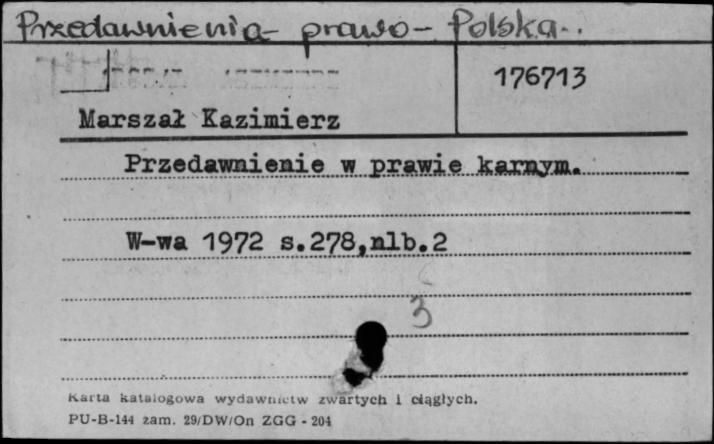 Przedawnienia - prawo - Polska.
176713
Marszał Kazimierz
Przedawnienie w prawie karnym.
W-wa 1972 s.278,nlb.2
3
Karta katalogowa wydawnictw zwartych i ciągłych.
PU-B-144 zam. 29/DW/On ZGG - 204